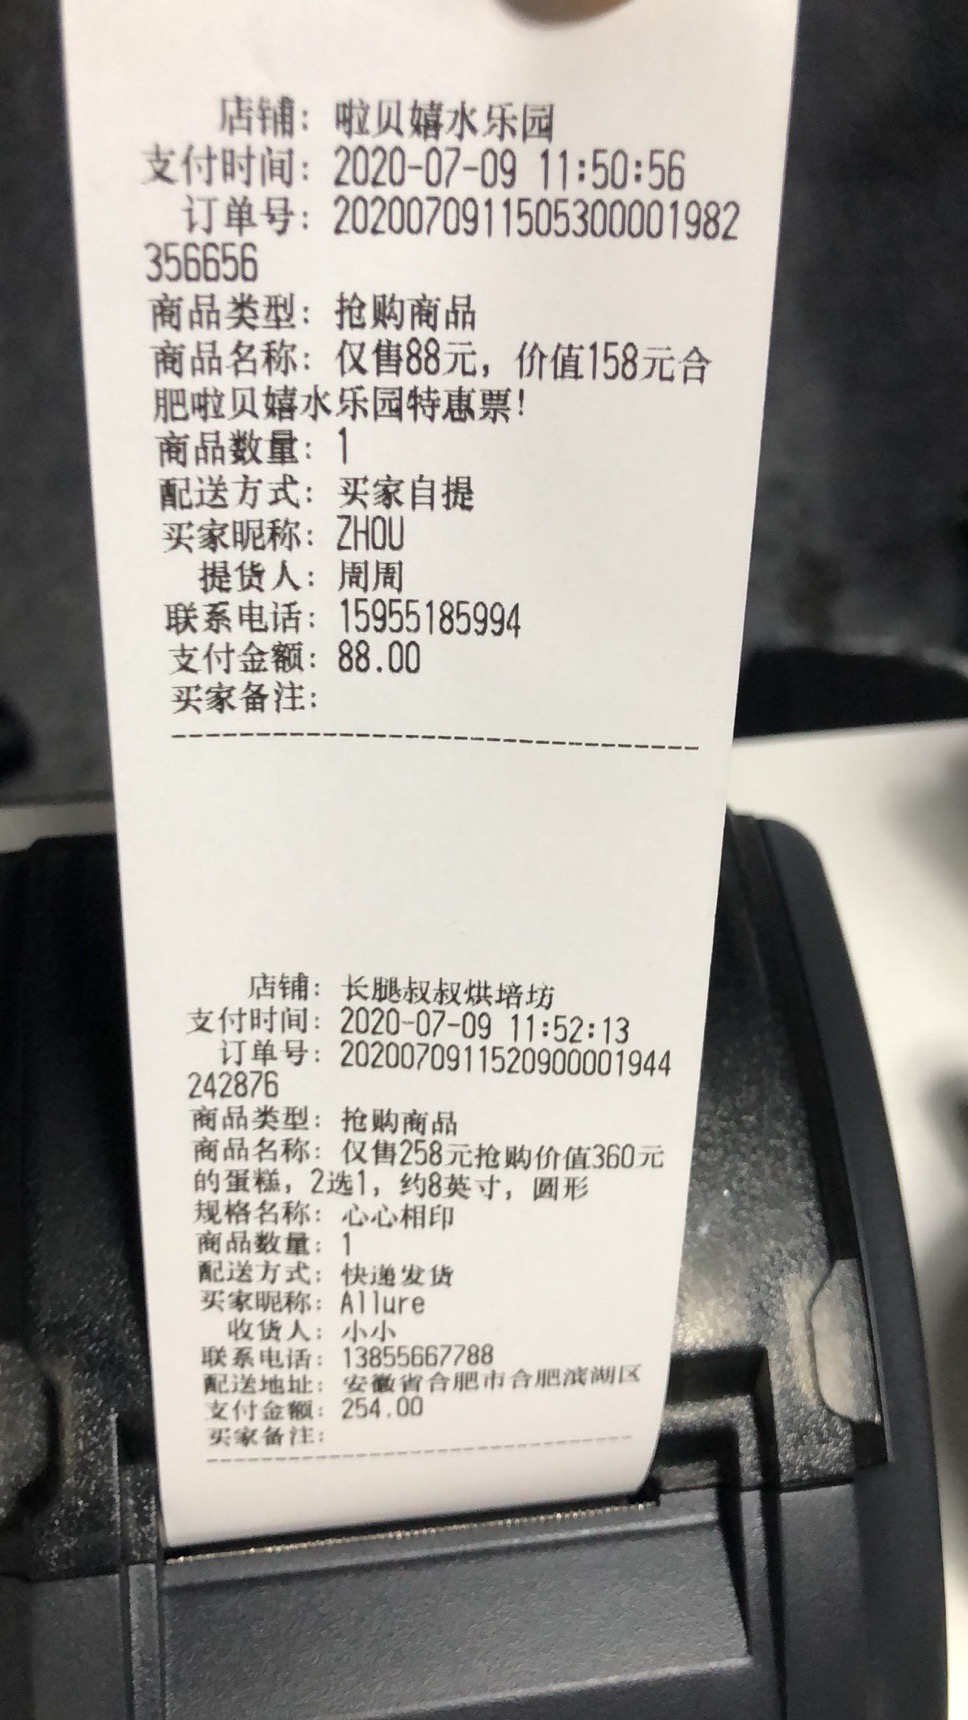 店铺: 啦贝嬉水乐园
支付时间: 2020-07-09 11:50:56
订单号: 20200709115053000001982
356656
商品类型: 抢购商品
商品名称: 仅售88元，价值158元合
肥啦贝嬉水乐园特惠票!
商品数量: 1
配送方式: 买家自提
买家昵称: ZHOU
提货人: 周周
联系电话: 15955185994
支付金额: 88.00
买家备注:
店铺: 长腿叔叔烘培坊
支付时间: 2020-07-09 11:52:13
订单号: 20200709115209000001944
242876
商品类型: 抢购商品
商品名称: 仅售258元抢购价值360元
的蛋糕，2选1，约8英寸，圆形
规格名称: 心心相印
商品数量: 1
配送方式: 快递发货
买家昵称: Allure
收货人: 小小
联系电话: 13855667788
配送地址: 安徽省合肥市合肥滨湖区
支付金额: 254.00
买家备注: